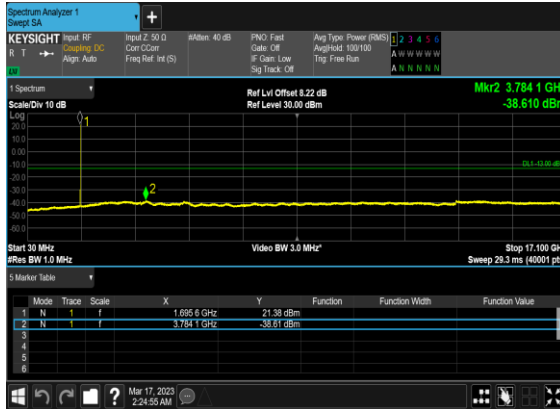 Spectrum Analyzer 1
Swept SA
+
KEYSIGHT
R T
LU
Input: RF
Coupling: DC
Align: Auto
Input Z: 50 Ω
Corr CCorr
Freq Ref: Int (S)
#Atten: 40 dB
PNO: Fast
Gate: Off
IF Gain: Low
Sig Track: Off
Avg Type: Power (RMS)
Avg|Hold: 100/100
Trig: Free Run
1 2 3 4 5 6
A W W W W W
A N N N N N
1 Spectrum
Scale/Div 10 dB
Ref Lvl Offset 8.22 dB
Ref Level 30.00 dBm
Mkr2 3.784 1 GH
-38.610 dB
Log
20.0
10.0
0.00
-10.0
-20.0
-30.0
-40.0
-50.0
-60.0
1
2
DL1 -13.00 dB
Start 30 MHz
#Res BW 1.0 MHz
Video BW 3.0 MHz*
Stop 17.100 GH
Sweep 29.3 ms (40001 pt
5 Marker Table
Mode Trace Scale X Y Function Function Width Function Value
1 N 1 f 1.695 6 GHz 21.38 dBm
2 N 1 f 3.784 1 GHz -38.61 dBm
3
4
5
6
?
Mar 17, 2023
2:24:55 AM